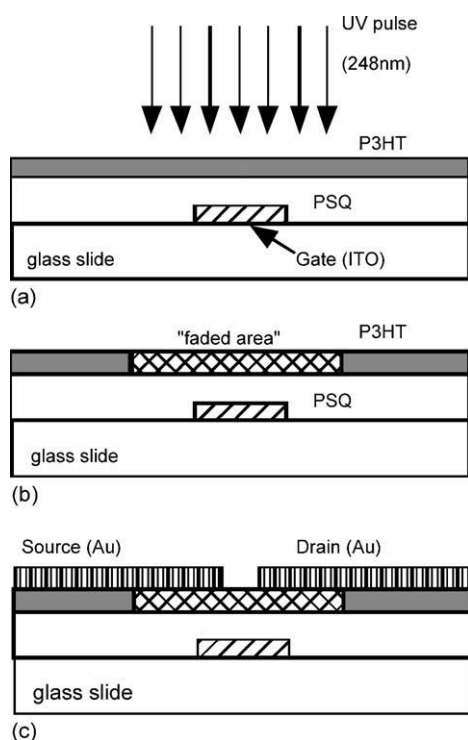 UV pulse
(248nm)
P3HT
PSQ
glass slide
Gate (ITO)
(a)
"faded area"
P3HT
PSQ
glass slide
(b)
Source (Au)
Drain (Au)
glass slide
(c)